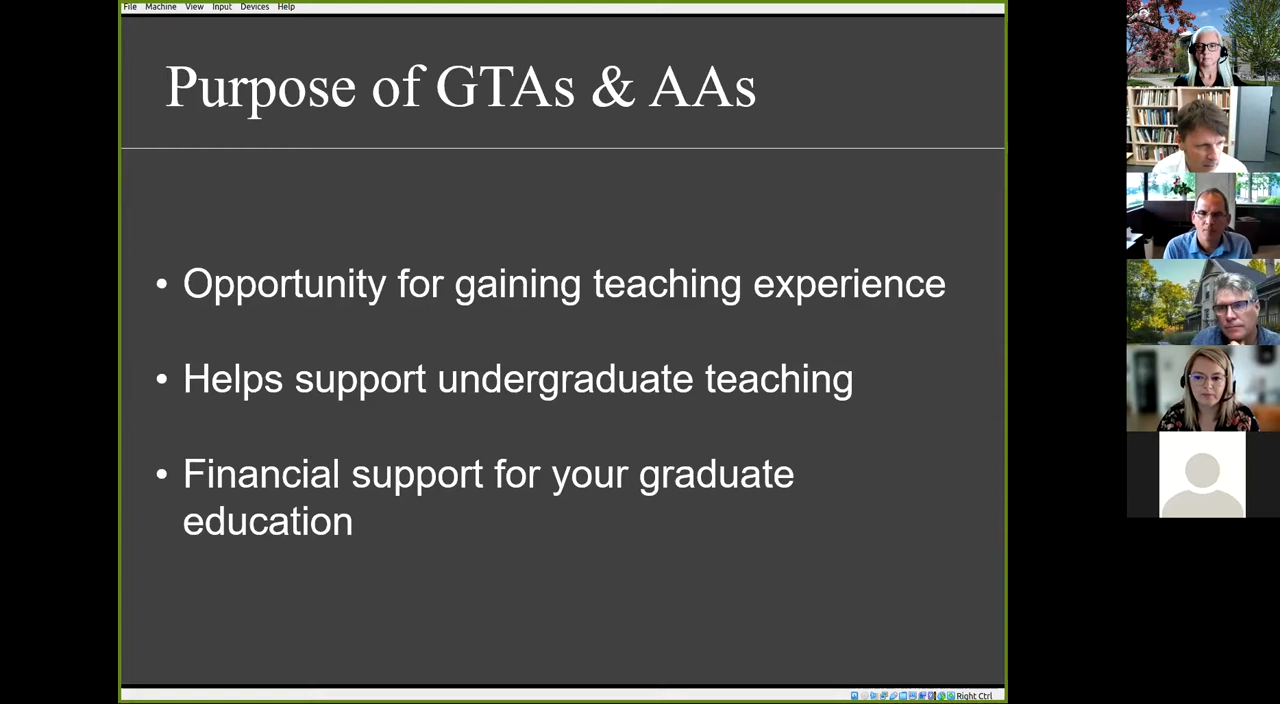 File Machine View Input Devices Help
Purpose of GTAs & AAs
• Opportunity for gaining teaching experience
• Helps support undergraduate teaching
• Financial support for your graduate
education
Right Ctrl